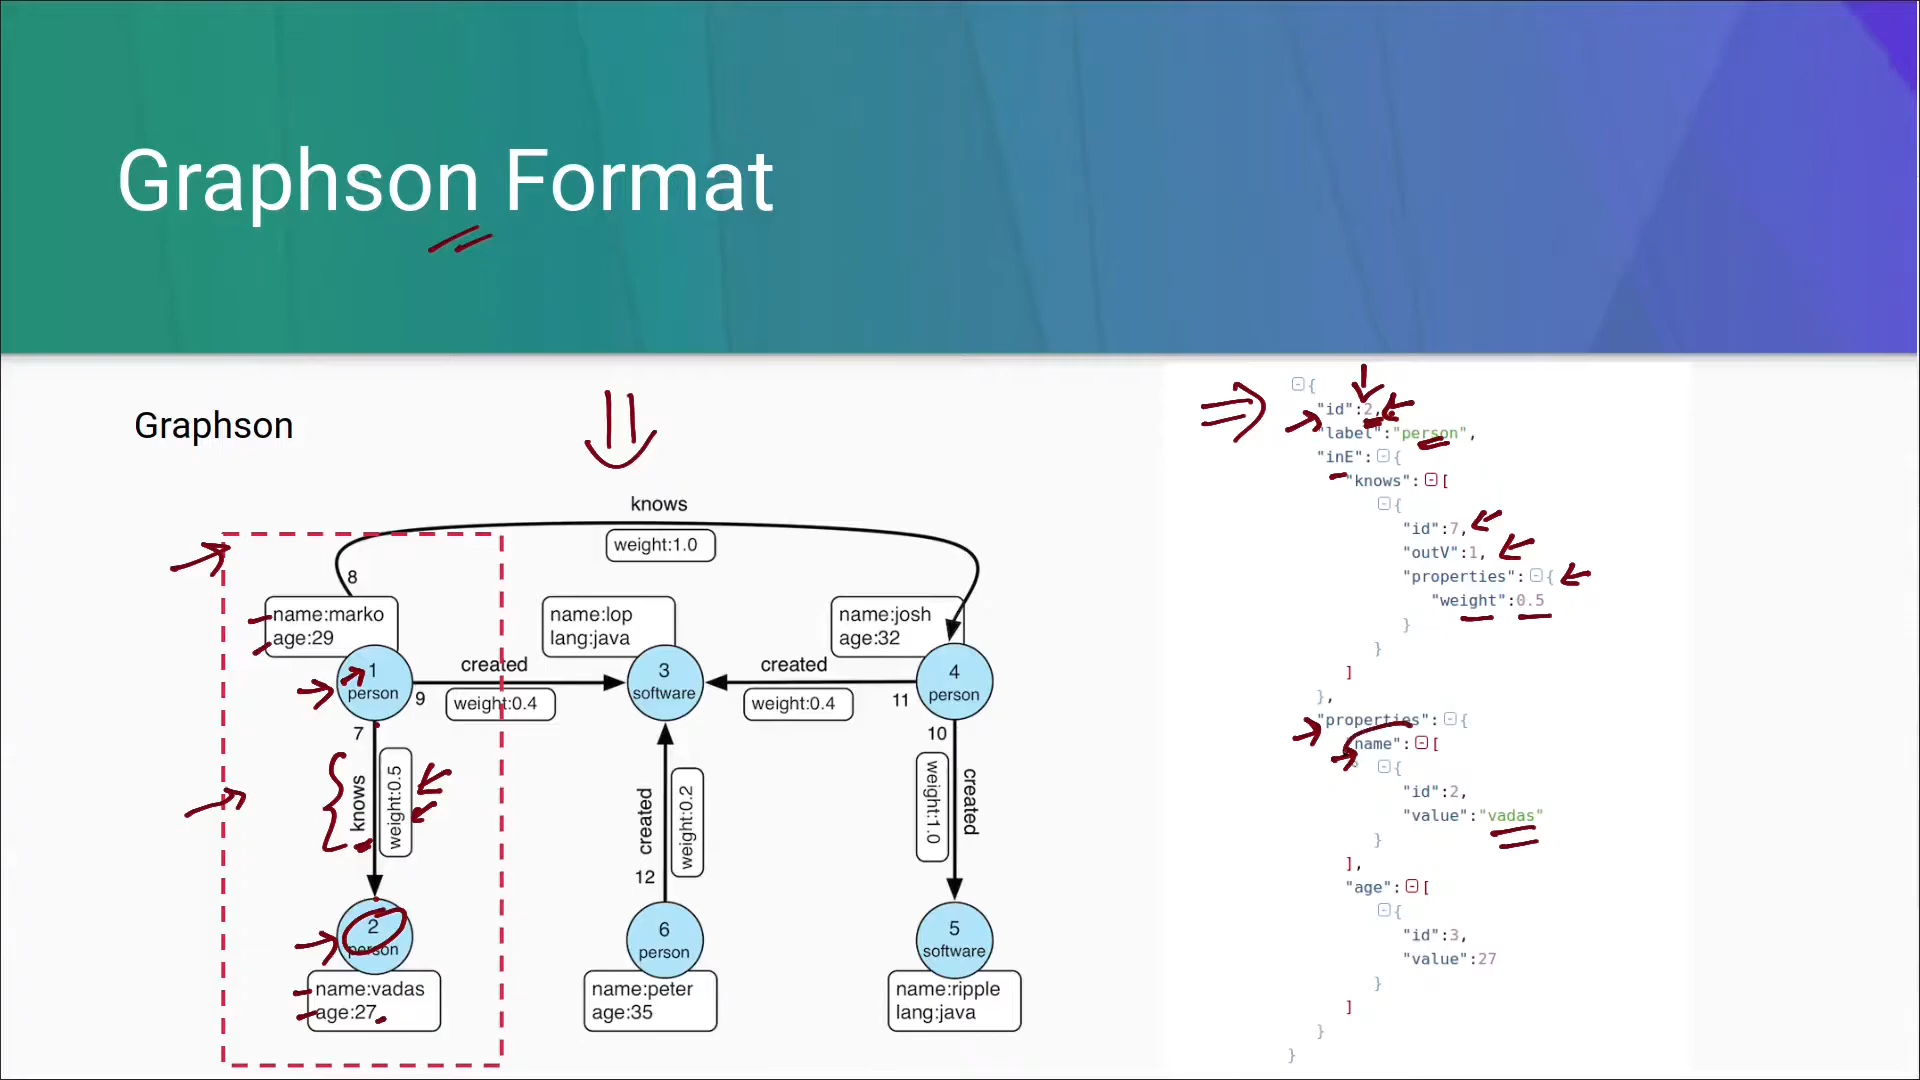 Graphson Format
Graphson
knows
weight:1.0
8
name:marko
age:29
name:lop
lang:java
name:josh
age:32
1
person
created
9
weight:0.4
3
software
created
weight:0.4
11
4
person
7
knows
weight:0.5
created
weight:0.2
12
10
weight:1.0
created
2
person
name:vadas
age:27
6
person
name:peter
age:35
5
software
name:ripple
lang:java
{
"id":2,
"label":"person",
"inE": {
"knows": [
{
"id":7,
"outV":1,
"properties": {
"weight":0.5
}
}
]
},
"properties": {
"name": [
{
"id":2,
"value":"vadas"
}
],
"age": [
{
"id":3,
"value":27
}
]
}
}